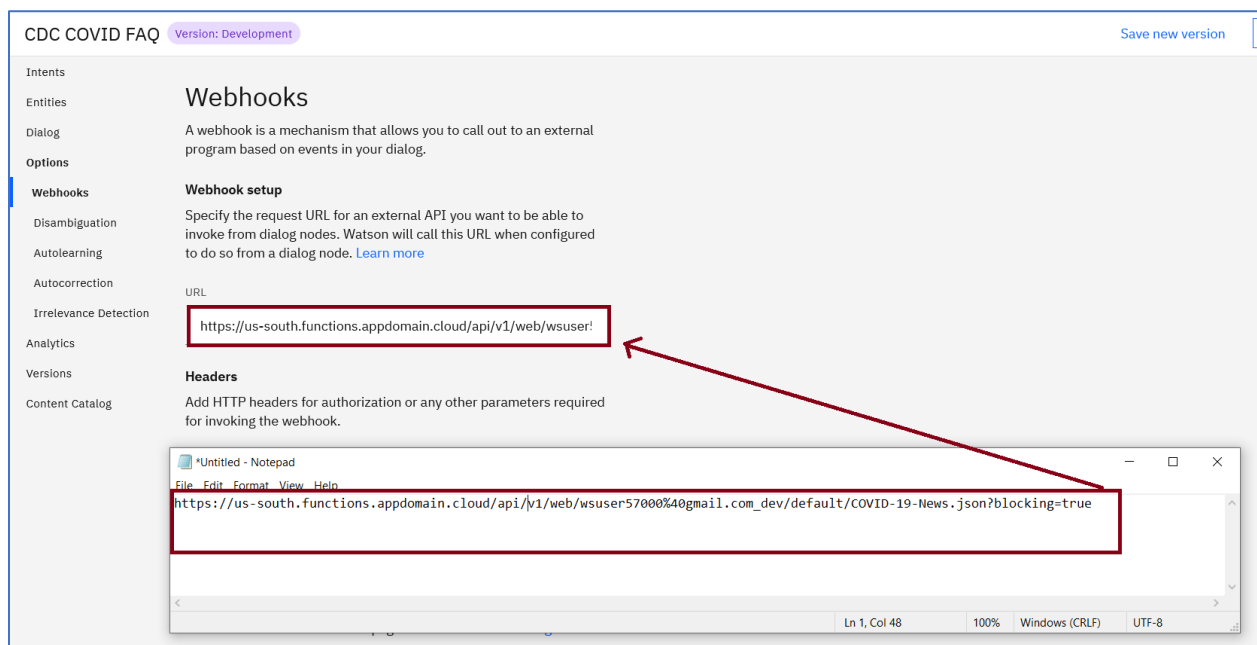 CDC COVID FAQ Version: Development Save new version
Intents
Entities
Dialog
Options
Webhooks
Disambiguation
Autolearning
Autocorrection
Irrelevance Detection
Analytics
Versions
Content Catalog
Webhooks
A webhook is a mechanism that allows you to call out to an external
program based on events in your dialog.
Webhook setup
Specify the request URL for an external API you want to be able to
invoke from dialog nodes. Watson will call this URL when configured
to do so from a dialog node. Learn more
URL
https://us-south.functions.appdomain.cloud/api/v1/web/wsuser
Headers
Add HTTP headers for authorization or any other parameters required
for invoking the webhook.
*Untitled - Notepad
File Edit Format View Help
https://us-south.functions.appdomain.cloud/api/v1/web/wsuser57000%40gmail.com_dev/default/COVID-19-News.json?blocking=true
Ln 1, Col 48 100% Windows (CRLF) UTF-8